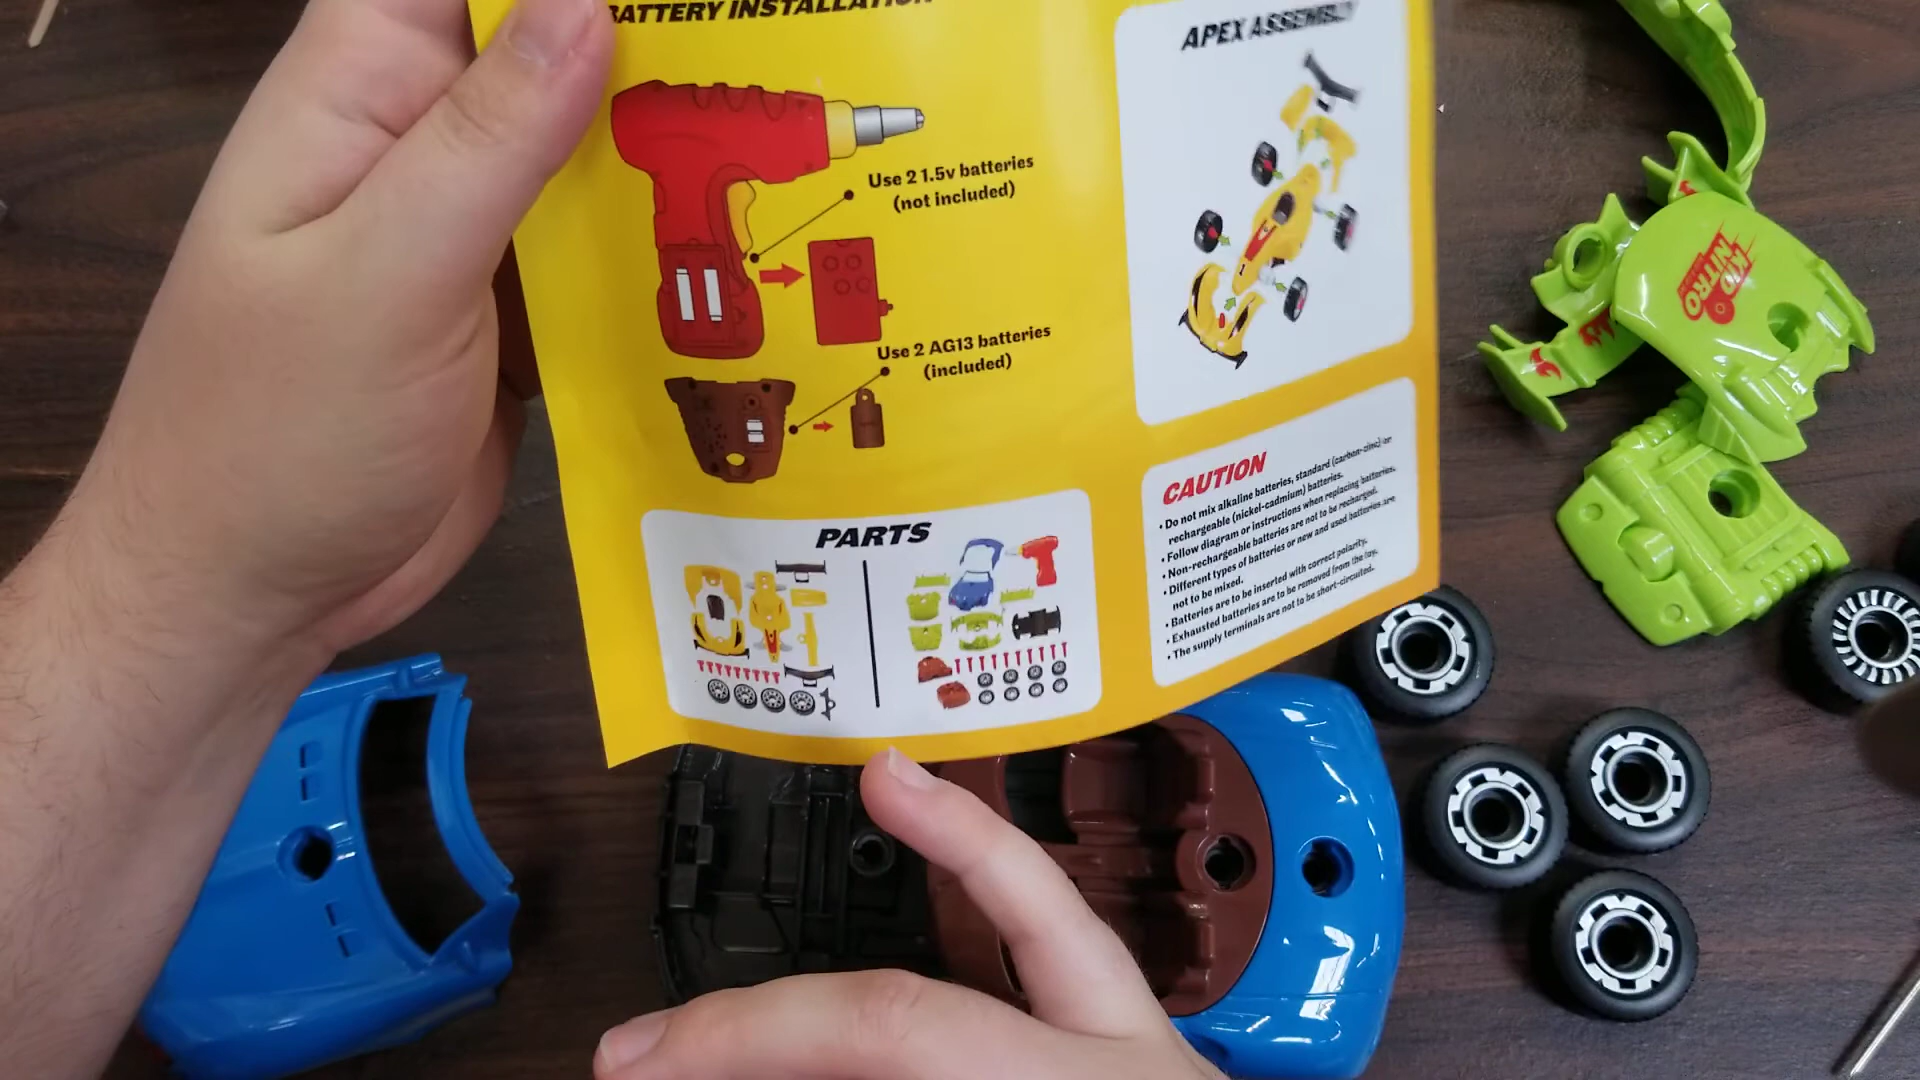 BATTERY INSTALLATION
Use 2 1.5v batteries
(not included)
Use 2 AG13 batteries
(included)
PARTS
APEX ASSEMBLY
CAUTION
• Do not mix alkaline batteries, standard (carbon-zinc) or
rechargeable (nickel-cadmium) batteries.
• Follow diagram or instructions when replacing batteries.
• Non-rechargeable batteries are not to be recharged.
• Different types of batteries or new and used batteries are
not to be mixed.
• Batteries are to be inserted with correct polarity.
• Exhausted batteries are to be removed from the toy.
• The supply terminals are not to be short-circuited.
NITRO